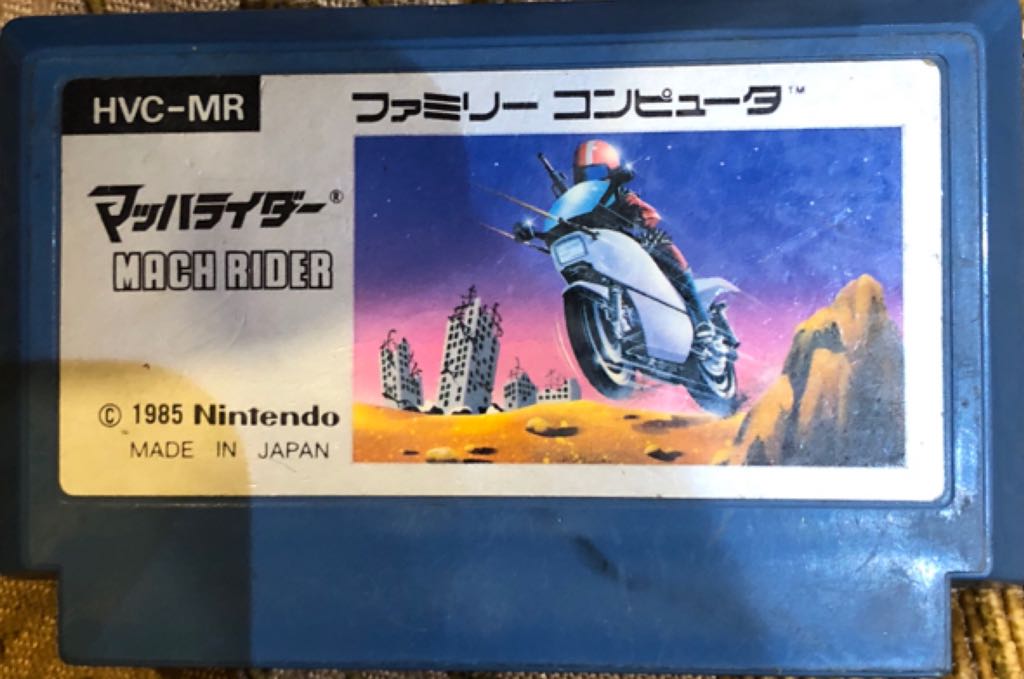 HVC-MR
ファミリー コンピュータ™
マッハライダー®
MACH RIDER
© 1985 Nintendo
MADE IN JAPAN